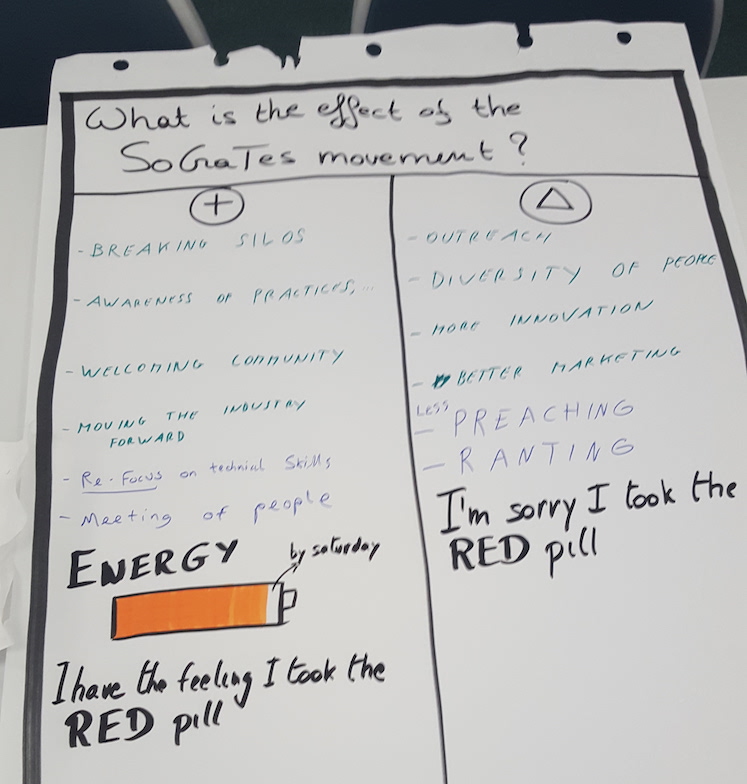 What is the effect of the
SoCraTes movement?
+
- BREAKING SILOS
- AWARENESS OF PRACTICES, ...
- WELCOMING COMMUNITY
- MOVING THE INDUSTRY
FORWARD
- Re-Focus on technical Skills
- Meeting of people
ENERGY
by saturday
I have the feeling I took the
RED pill
Δ
- OUTREACH
- DIVERSITY OF PEOPLE
- MORE INNOVATION
- BETTER MARKETING
LESS
- PREACHING
- RANTING
I'm sorry I took the
RED pill